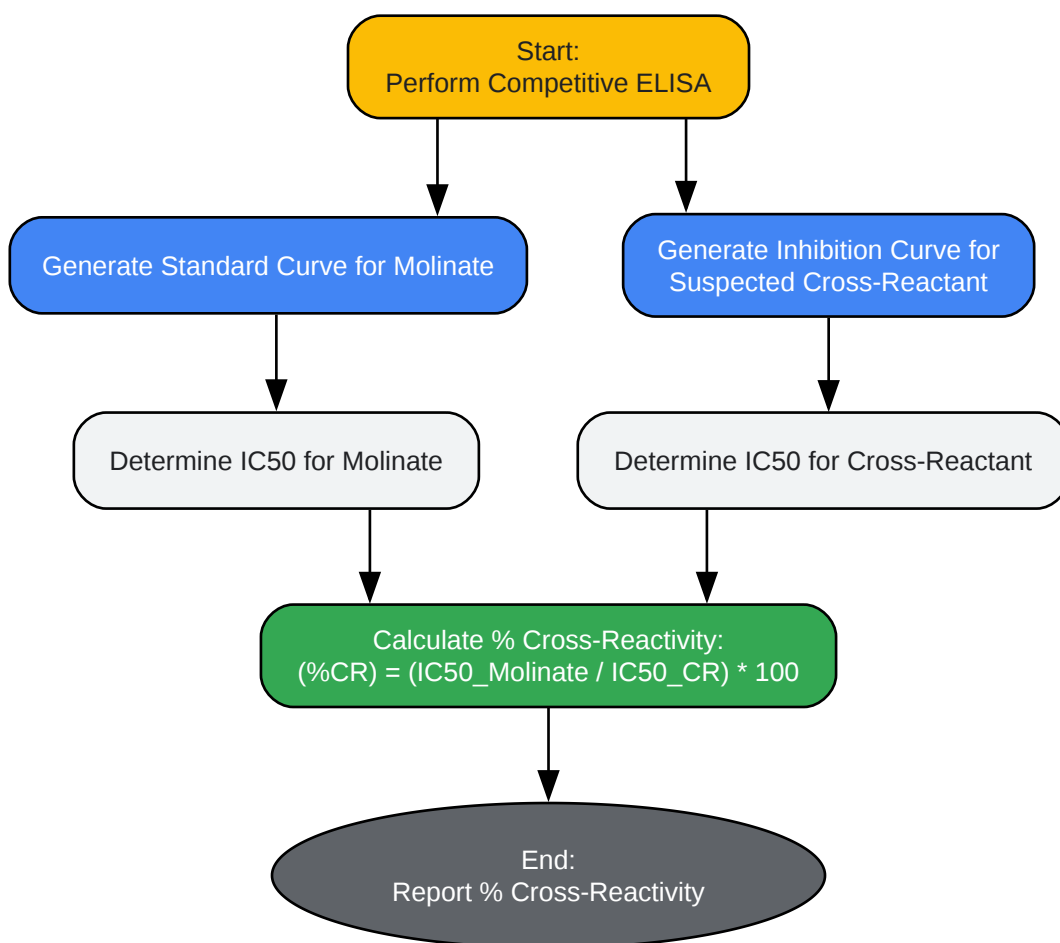 Start:
Perform Competitive ELISA
Generate Standard Curve for Molinate
Generate Inhibition Curve for
Suspected Cross-Reactant
Determine IC50 for Molinate
Determine IC50 for Cross-Reactant
Calculate % Cross-Reactivity:
(%CR) = (IC50_Molinate / IC50_CR) * 100
End:
Report % Cross-Reactivity